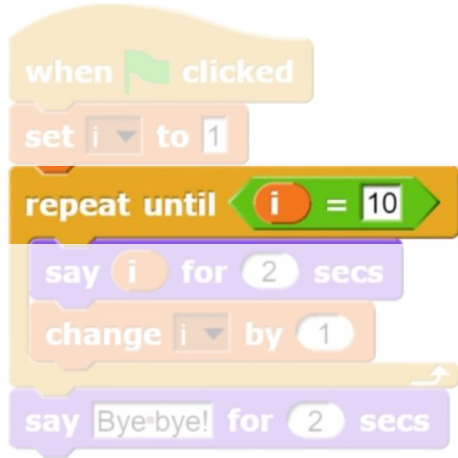 when clicked
set i to 1
repeat until i = 10
say i for 2 secs
change i by 1
say Bye bye! for 2 secs